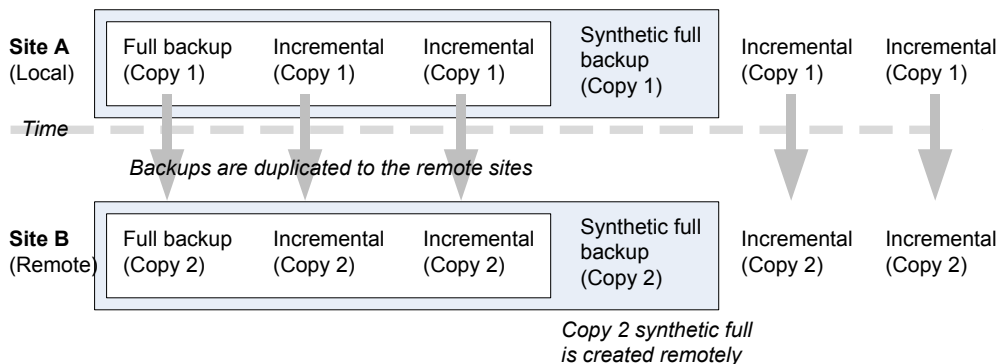 Site A
(Local)
Full backup
(Copy 1)
Incremental
(Copy 1)
Incremental
(Copy 1)
Synthetic full
backup
(Copy 1)
Incremental
(Copy 1)
Incremental
(Copy 1)
Time
Backups are duplicated to the remote sites
Site B
(Remote)
Full backup
(Copy 2)
Incremental
(Copy 2)
Incremental
(Copy 2)
Synthetic full
backup
(Copy 2)
Incremental
(Copy 2)
Incremental
(Copy 2)
Copy 2 synthetic full
is created remotely